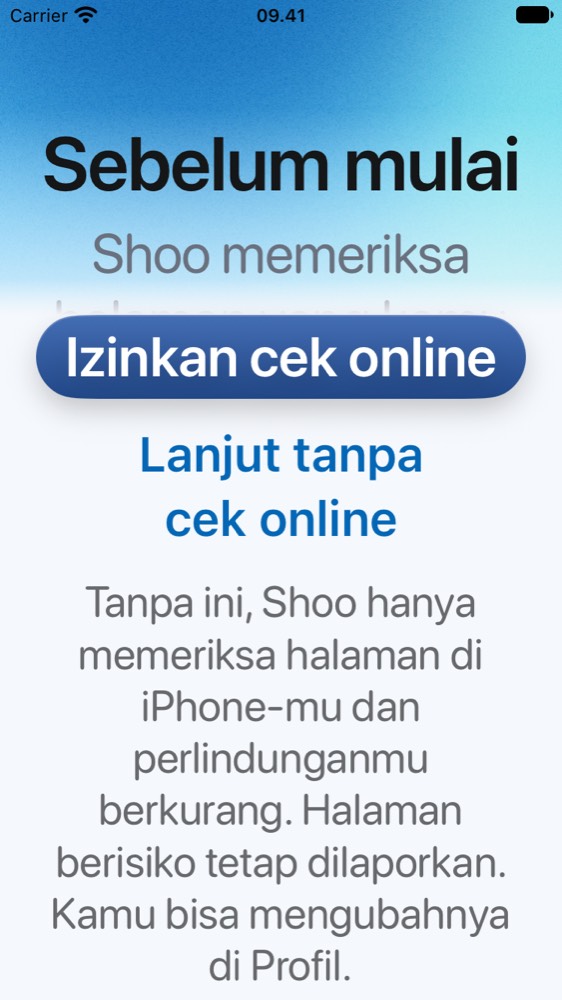 Carrier 09.41
Sebelum mulai
Shoo memeriksa
Izinkan cek online
Lanjut tanpa
cek online
Tanpa ini, Shoo hanya
memeriksa halaman di
iPhone-mu dan
perlindunganmu
berkurang. Halaman
berisiko tetap dilaporkan.
Kamu bisa mengubahnya
di Profil.